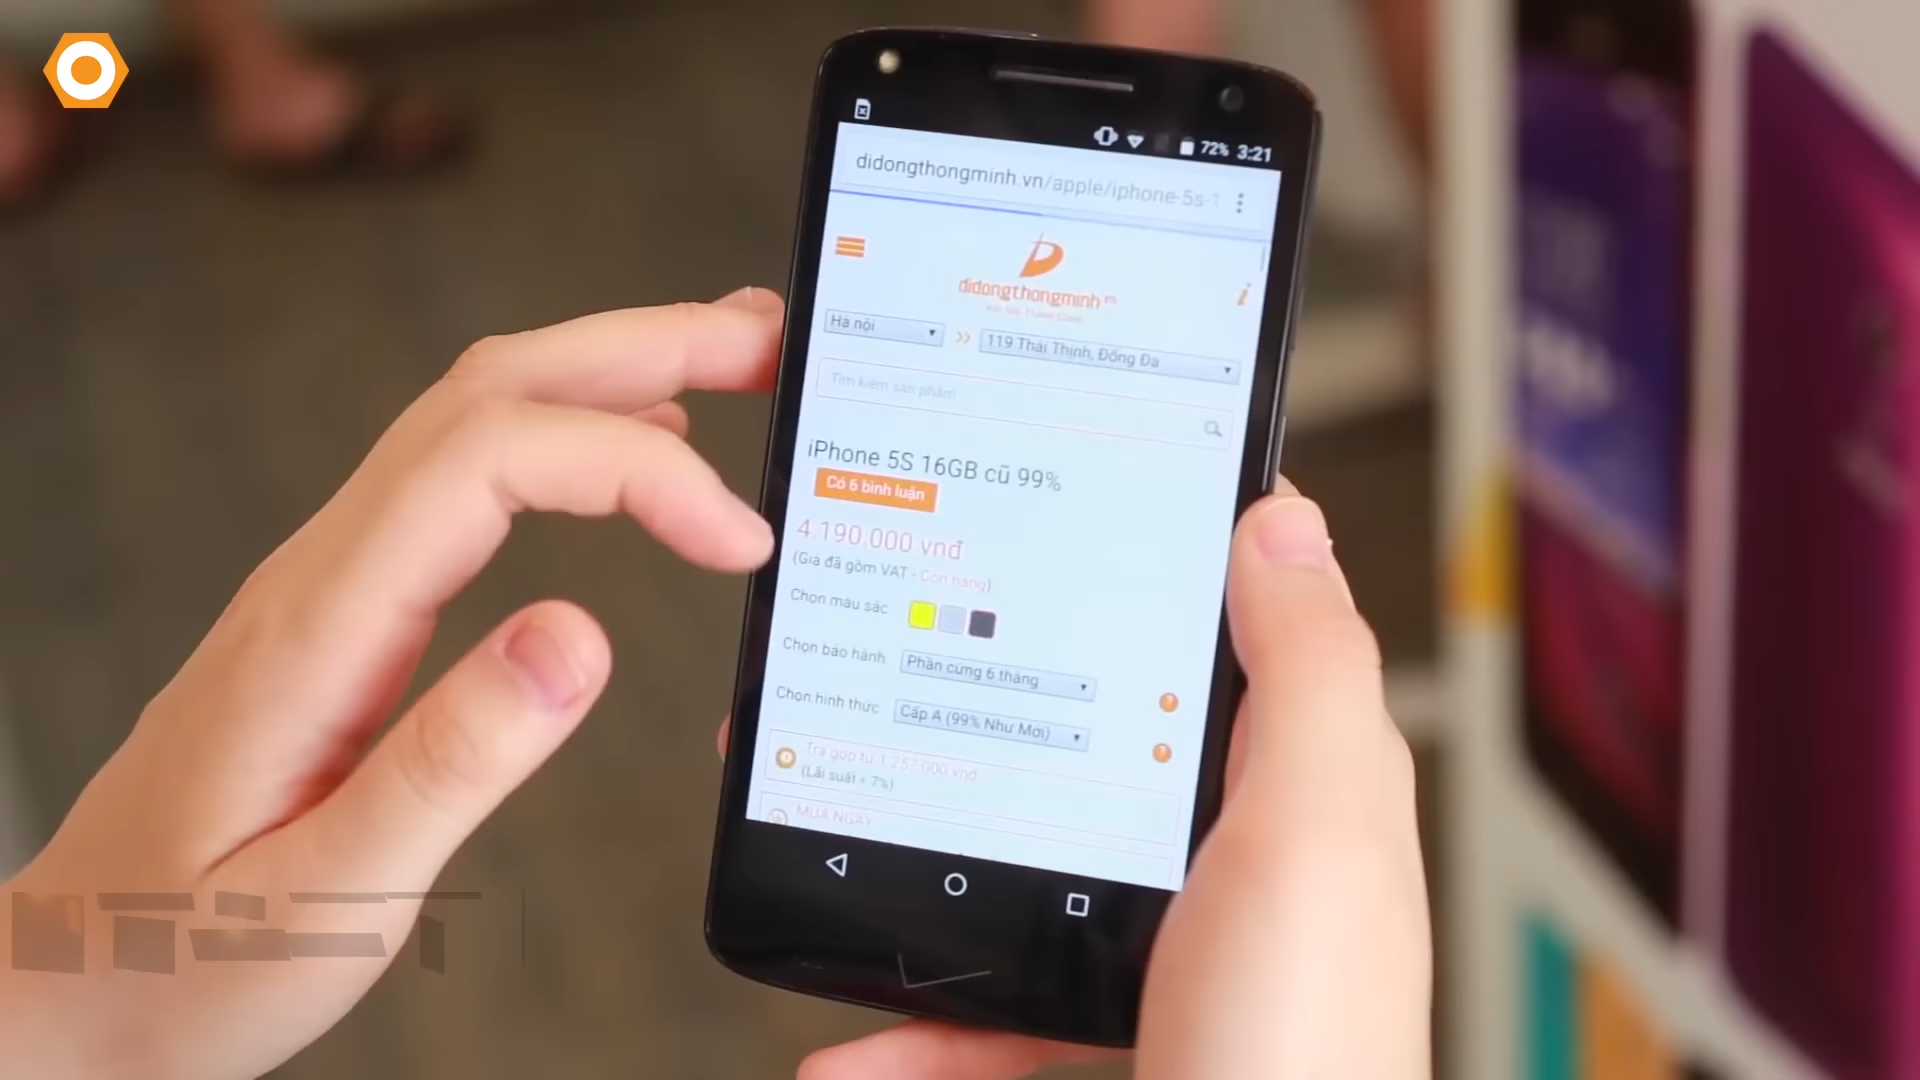 72% 3:21
didongthongminh.vn/apple/iphone-5s-1
didongthongminh
Hà nội
119 Thái Thịnh, Đống Đa
Tìm kiếm sản phẩm
iPhone 5S 16GB cũ 99%
Có 6 bình luận
4.190.000 vnđ
(Giá đã gồm VAT - Còn hàng)
Chọn màu sắc
Chọn bảo hành: Phần cứng 6 tháng
Chọn hình thức Cấp A (99% Như Mới)
Trả góp từ 1.257.000 vnđ
(Lãi suất = 7%)
MUA NGAY